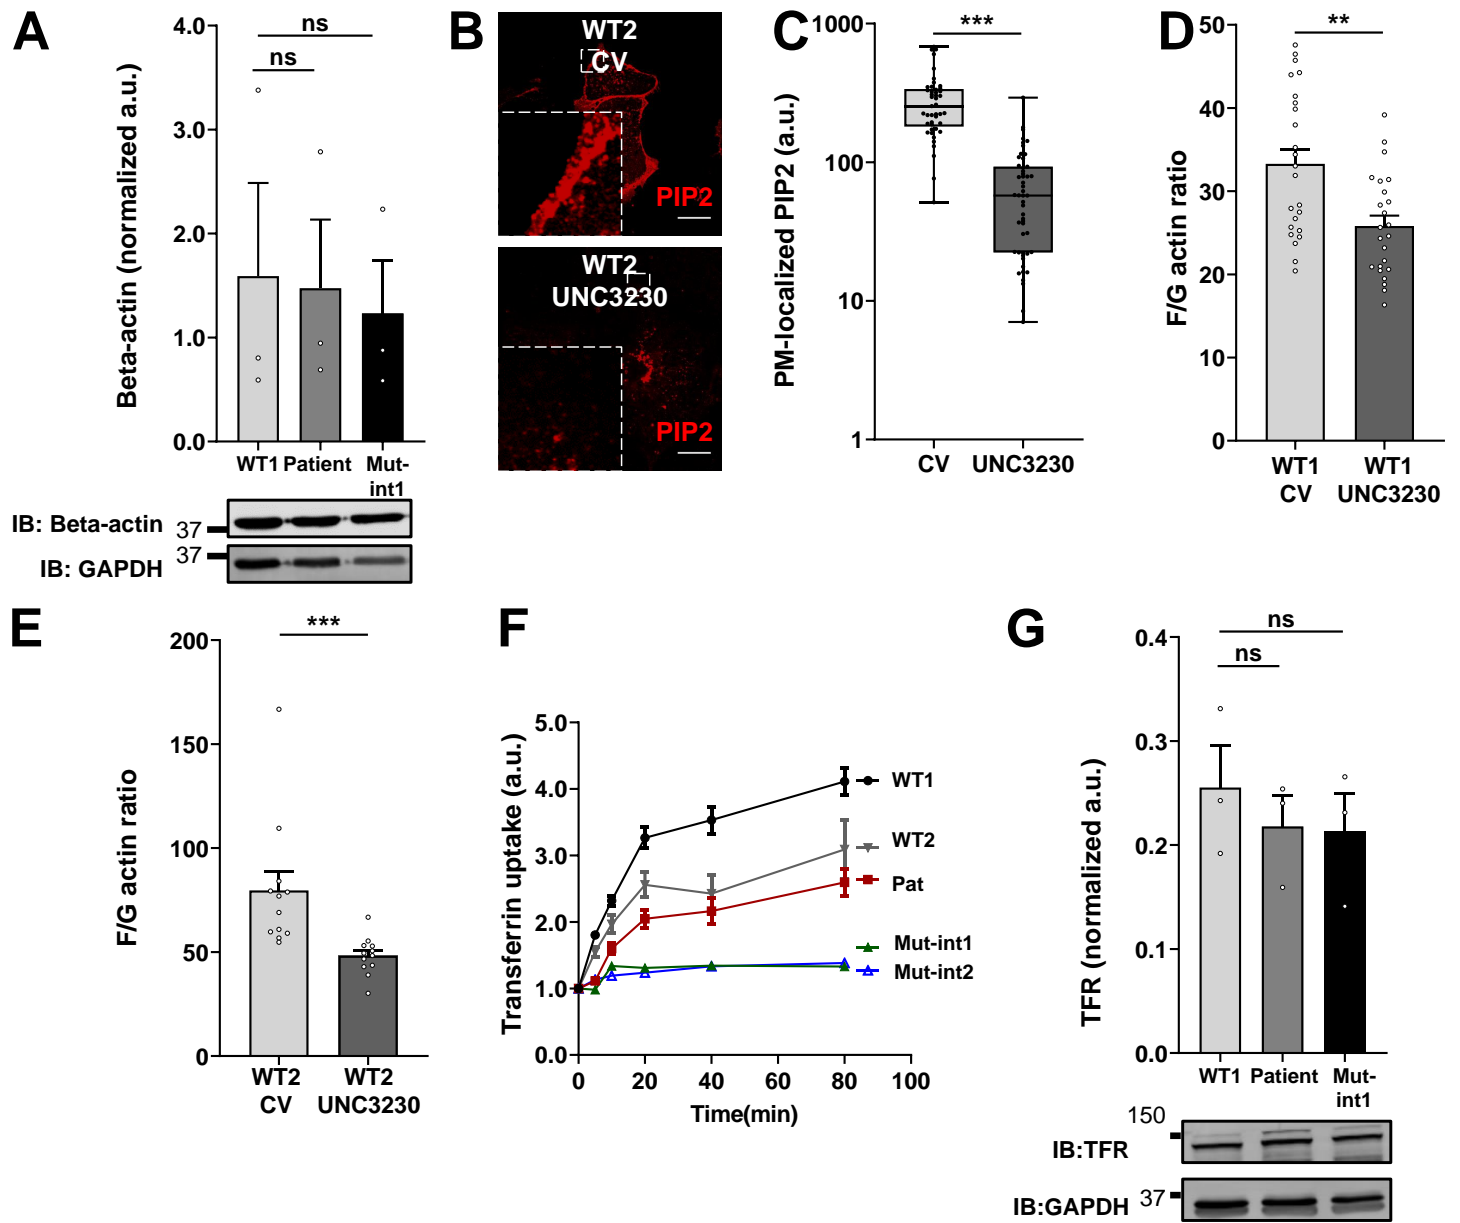 A
Beta-actin (normalized a.u.)
4.0
3.0
2.0
1.0
0.0
ns
ns
WT1 Patient Mut-
int1
IB: Beta-actin 37
37
IB: GAPDH
B
WT2
CV
PIP2
WT2
UNC3230
PIP2
C
PM-localized PIP2 (a.u.)
1000
100
10
1
***
CV UNC3230
D
F/G actin ratio
50
40
30
20
10
0
**
WT1 WT1
CV UNC3230
E
F/G actin ratio
200
150
100
50
0
***
WT2 WT2
CV UNC3230
F
Transferrin uptake (a.u.)
5.0
4.0
3.0
2.0
1.0
0.0
0 20 40 60 80 100
Time(min)
WT1
WT2
Pat
Mut-int1
Mut-int2
G
TFR (normalized a.u.)
0.4
0.3
0.2
0.1
0.0
ns
ns
WT1 Patient Mut-
int1
150
IB:TFR
IB:GAPDH 37